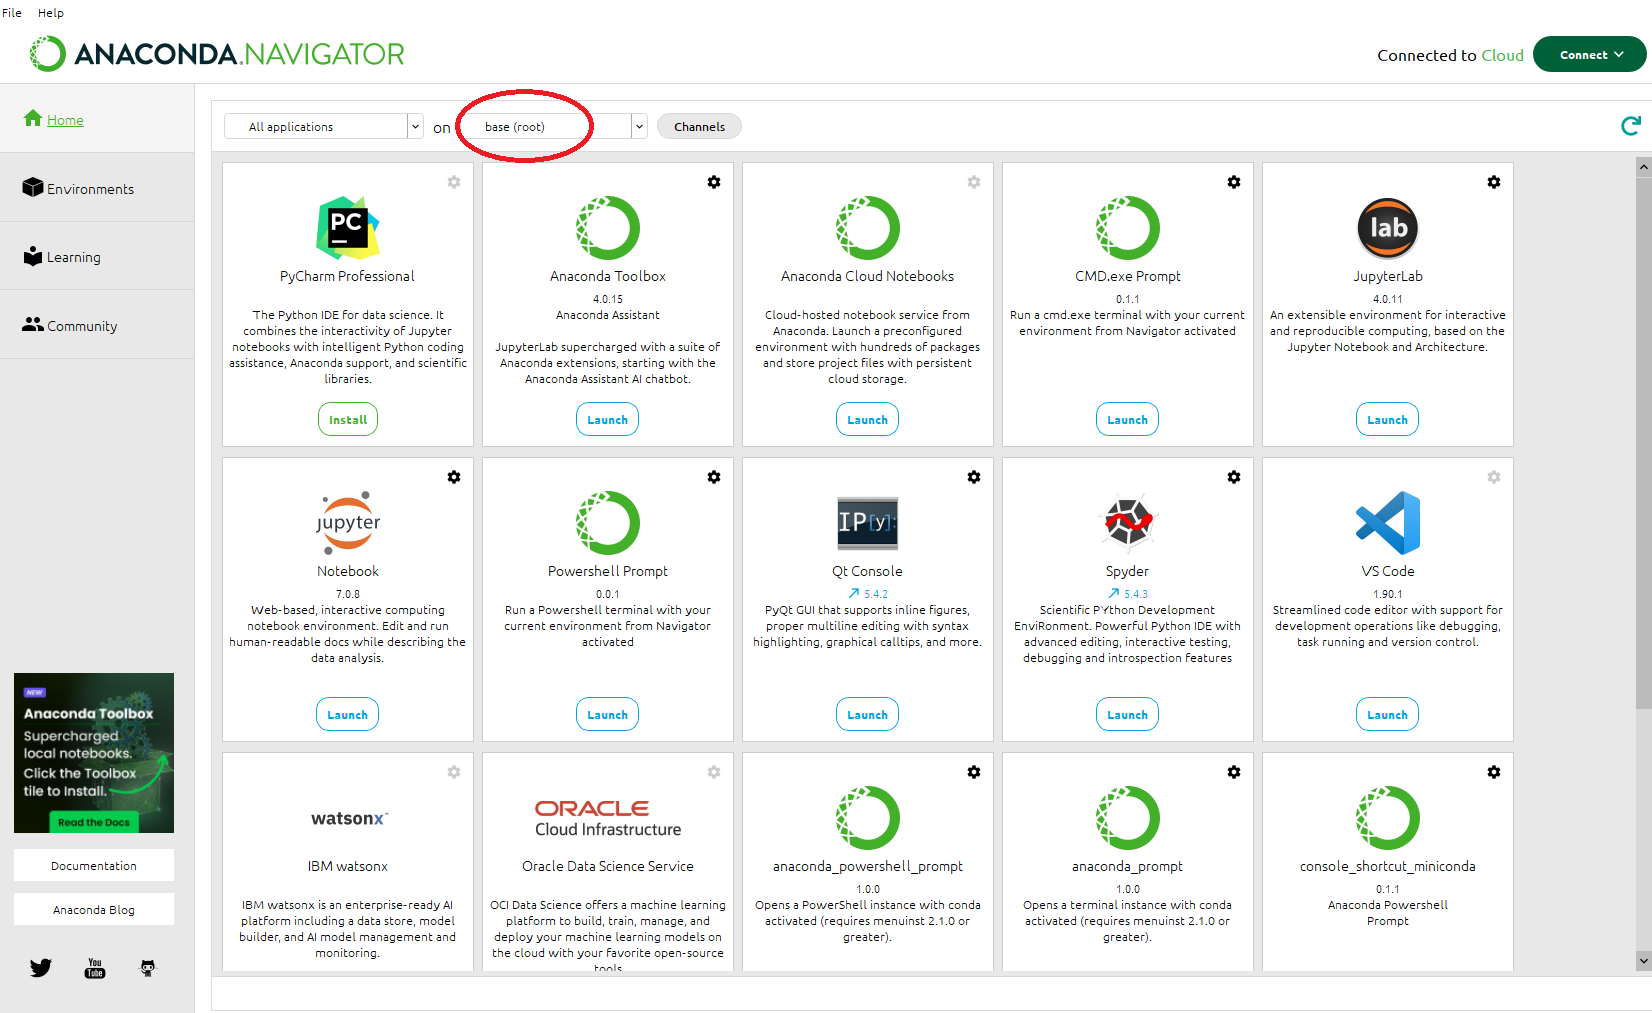 File Help
ANACONDA.NAVIGATOR
Connected to Cloud Connect
Home
Environments
Learning
Community
All applications on base (root) Channels
PC
PyCharm Professional
The Python IDE for data science. It
combines the interactivity of Jupyter
notebooks with intelligent Python coding
assistance, Anaconda support, and scientific
libraries.
Install
Anaconda Toolbox
4.0.15
Anaconda Assistant
JupyterLab supercharged with a suite of
Anaconda extensions, starting with the
Anaconda Assistant AI chatbot.
Launch
Anaconda Cloud Notebooks
Cloud-hosted notebook service from
Anaconda. Launch a preconfigured
environment with hundreds of packages
and store project files with persistent
cloud storage.
Launch
CMD.exe Prompt
0.1.1
Run a cmd.exe terminal with your current
environment from Navigator activated
Launch
lab
JupyterLab
4.0.11
An extensible environment for interactive
and reproducible computing, based on the
Jupyter Notebook and Architecture.
Launch
jupyter
Notebook
7.0.8
Web-based, interactive computing
notebook environment. Edit and run
human-readable docs while describing the
data analysis.
Launch
Powershell Prompt
0.0.1
Run a Powershell terminal with your
current environment from Navigator
activated
Launch
IP[y]:
Qt Console
5.4.2
PyQt GUI that supports inline figures,
proper multiline editing with syntax
highlighting, graphical calltips, and more.
Launch
Spyder
5.4.3
Scientific PYthon Development
EnviRonment. Powerful Python IDE with
advanced editing, interactive testing,
debugging and introspection features
Launch
VS Code
1.90.1
Streamlined code editor with support for
development operations like debugging,
task running and version control.
Launch
watsonx™
IBM watsonx
IBM watsonx is an enterprise-ready AI
platform including a data store, model
builder, and AI model management and
monitoring.
ORACLE
Cloud Infrastructure
Oracle Data Science Service
OCI Data Science offers a machine learning
platform to build, train, manage, and
deploy your machine learning models on
the cloud with your favorite open-source
tools
anaconda_powershell_prompt
1.0.0
Opens a PowerShell instance with conda
activated (requires menuinst 2.1.0 or
greater).
anaconda_prompt
1.0.0
Opens a terminal instance with conda
activated (requires menuinst 2.1.0 or
greater).
console_shortcut_miniconda
0.1.1
Anaconda Powershell
Prompt
NEW
Anaconda Toolbox
Supercharged
local notebooks.
Click the Toolbox
tile to Install.
Read the Docs
Documentation
Anaconda Blog
You
Tube